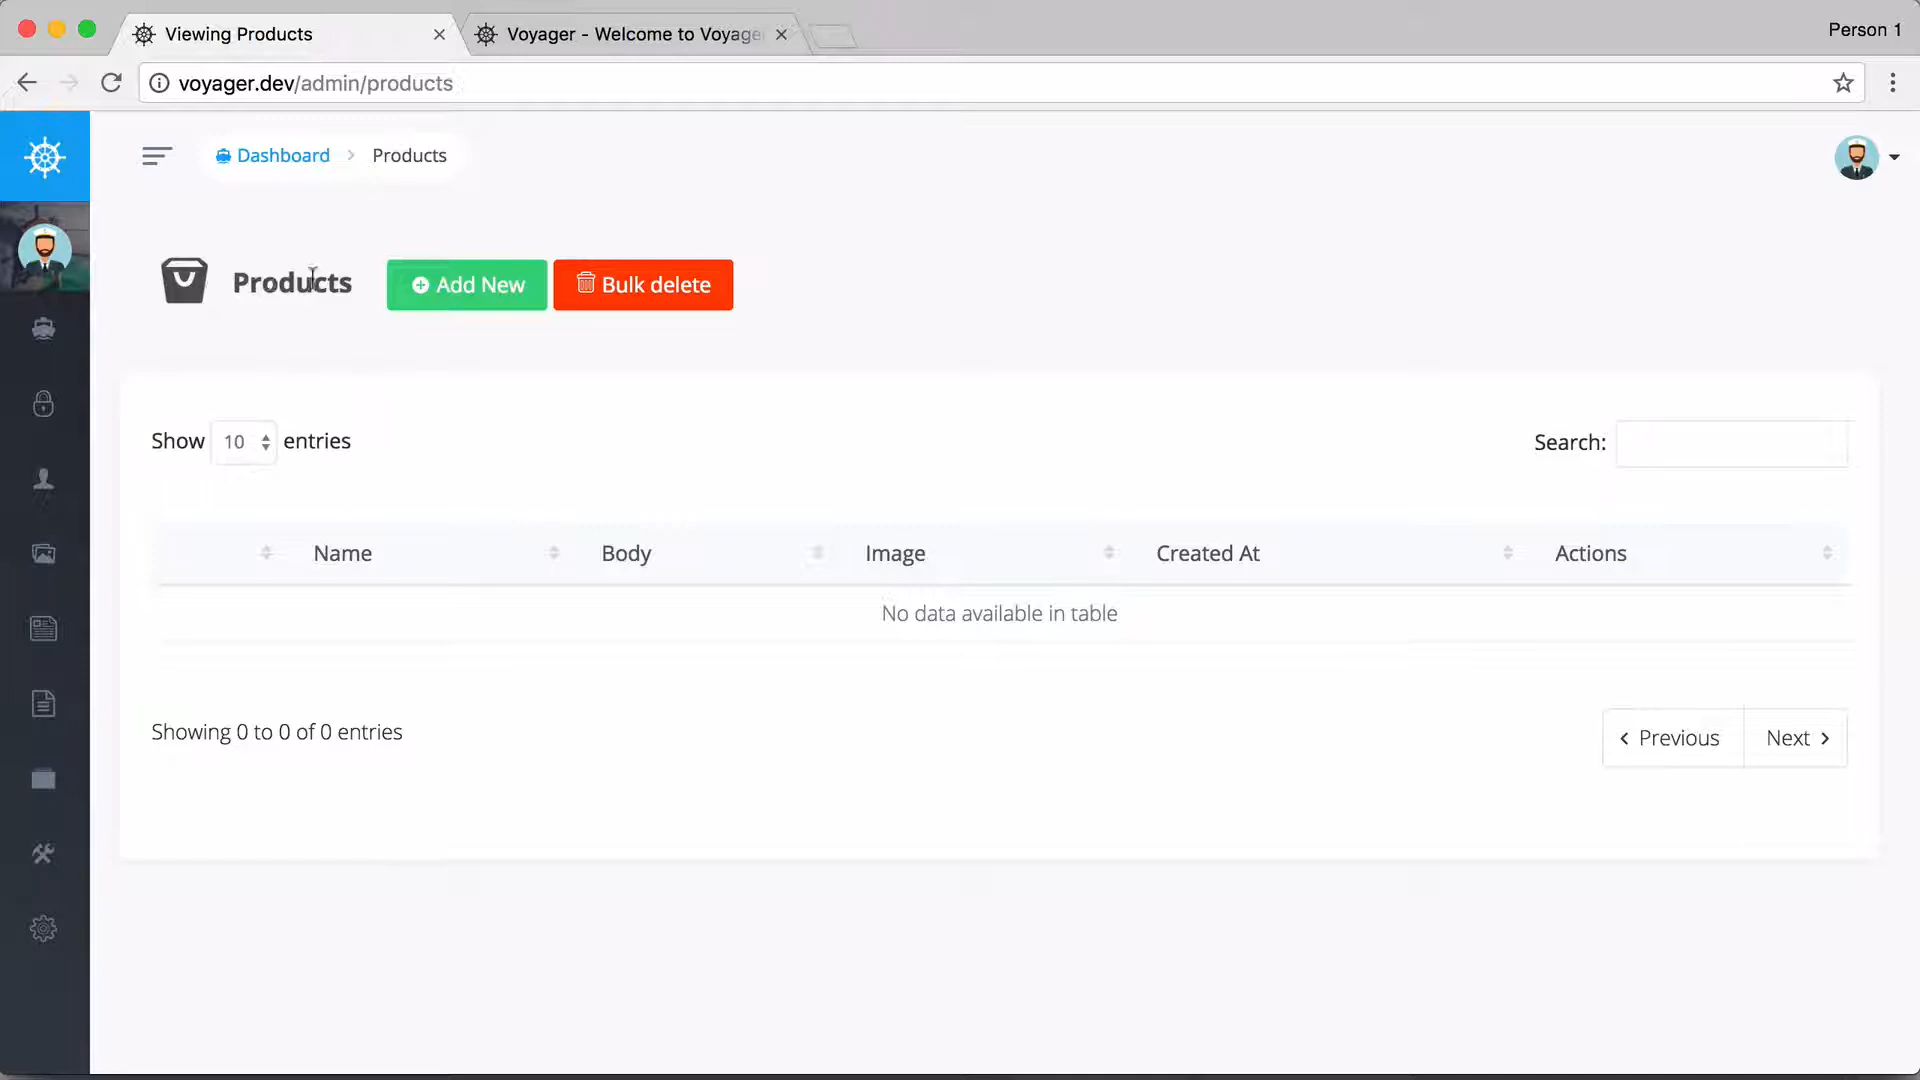 Viewing Products
Voyager - Welcome to Voyage
Person 1
voyager.dev/admin/products
Dashboard > Products
Products
Add New
Bulk delete
Show 10 entries
Search:
Name Body Image Created At Actions
No data available in table
Showing 0 to 0 of 0 entries
Previous Next